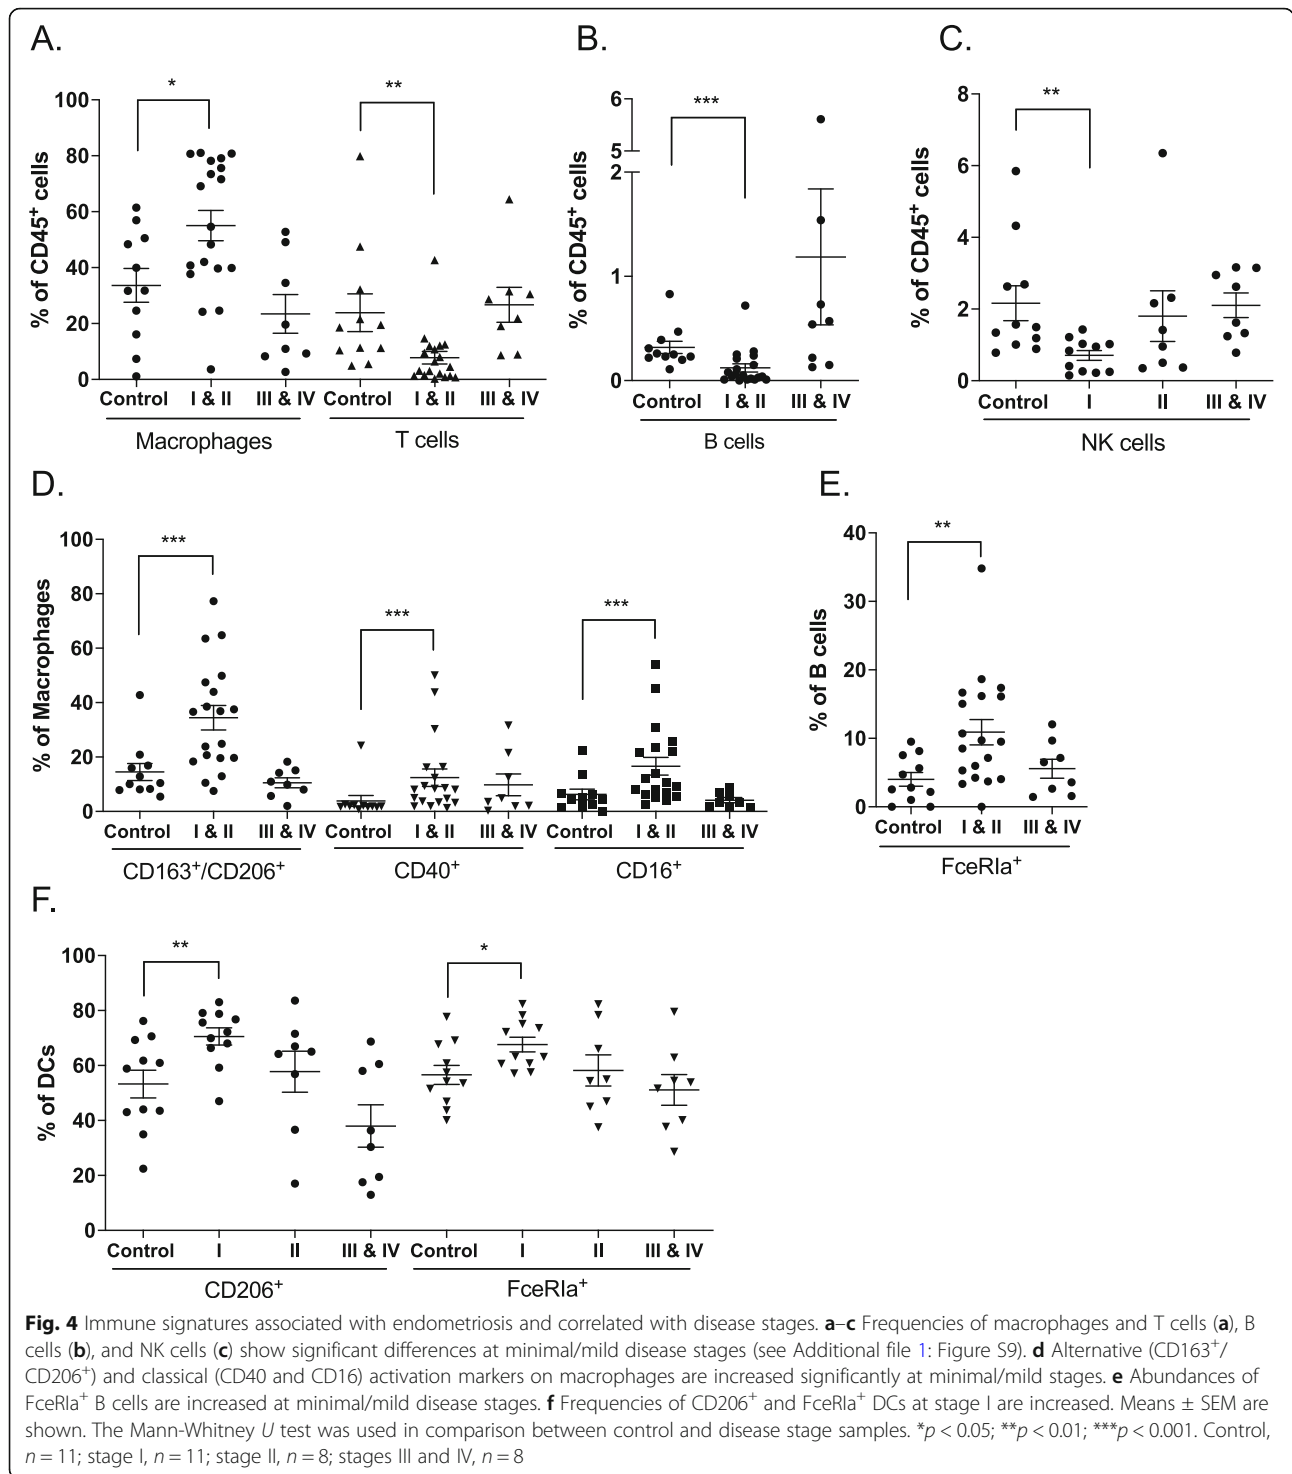 A.
B.
C.
% of CD45+ cells
100
80
60
40
20
0
*
**
Control I & II III & IV Control I & II III & IV
Macrophages T cells
% of CD45+ cells
6
5
2
1
0
***
Control I & II III & IV
B cells
% of CD45+ cells
8
6
4
2
0
**
Control I II III & IV
NK cells
D.
E.
% of Macrophages
100
80
60
40
20
0
***
***
***
Control I & II III & IV Control I & II III & IV Control I & II III & IV
CD163+/CD206+ CD40+ CD16+
% of B cells
40
30
20
10
0
**
Control I & II III & IV
FceRIa+
F.
% of DCs
100
80
60
40
20
0
**
*
Control I II III & IV Control I II III & IV
CD206+ FceRIa+
Fig. 4 Immune signatures associated with endometriosis and correlated with disease stages. a–c Frequencies of macrophages and T cells (a), B
cells (b), and NK cells (c) show significant differences at minimal/mild disease stages (see Additional file 1: Figure S9). d Alternative (CD163+/
CD206+) and classical (CD40 and CD16) activation markers on macrophages are increased significantly at minimal/mild stages. e Abundances of
FceRIa+ B cells are increased at minimal/mild disease stages. f Frequencies of CD206+ and FceRIa+ DCs at stage I are increased. Means ± SEM are
shown. The Mann-Whitney U test was used in comparison between control and disease stage samples. *p < 0.05; **p < 0.01; ***p < 0.001. Control,
n = 11; stage I, n = 11; stage II, n = 8; stages III and IV, n = 8